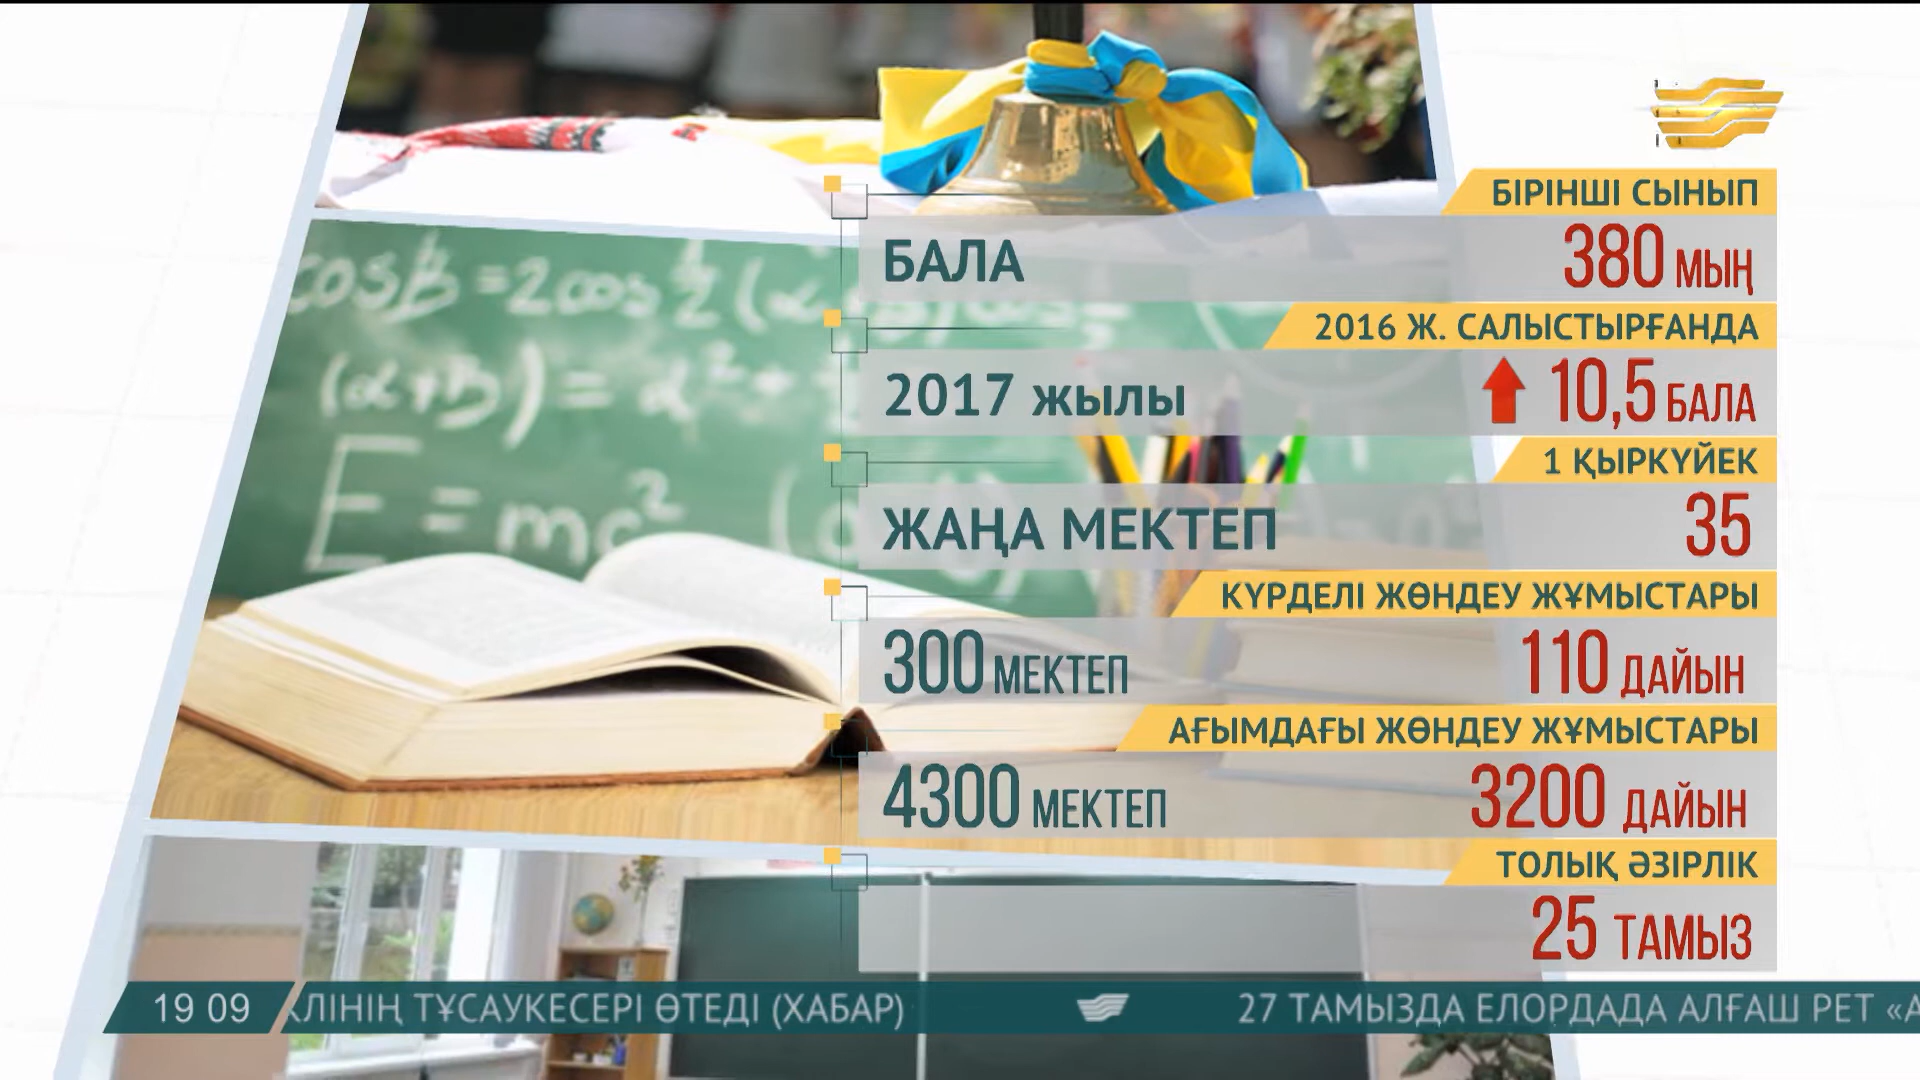 БІРІНШІ СЫНЫП
БАЛА 380 МЫҢ
2016 Ж. САЛЫСТЫРҒАНДА
2017 жылы 10,5 БАЛА
1 ҚЫРКҮЙЕК
ЖАҢА МЕКТЕП 35
КҮРДЕЛІ ЖӨНДЕУ ЖҰМЫСТАРЫ
300 МЕКТЕП 110 ДАЙЫН
АҒЫМДАҒЫ ЖӨНДЕУ ЖҰМЫСТАРЫ
4300 МЕКТЕП 3200 ДАЙЫН
ТОЛЫҚ ӘЗІРЛІК
25 ТАМЫЗ
19 09 КЛІНІҢ ТҰСАУКЕСЕРІ ӨТЕДІ (ХАБАР) 27 ТАМЫЗДА ЕЛОРДАДА АЛҒАШ РЕТ «А
E = mc²